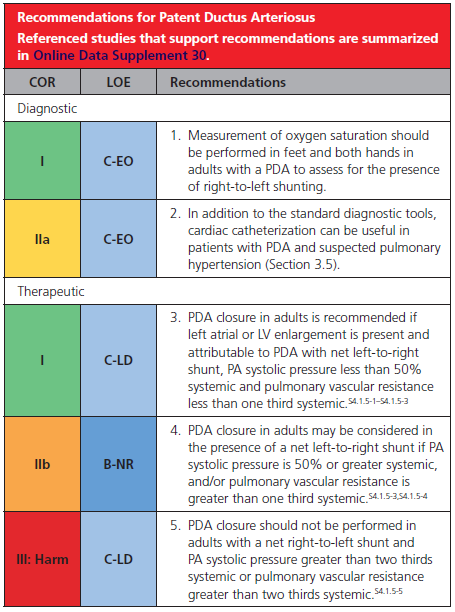 Recommendations for Patent Ductus Arteriosus
Referenced studies that support recommendations are summarized
in Online Data Supplement 30.
COR LOE Recommendations
Diagnostic
I C-EO 1. Measurement of oxygen saturation should
be performed in feet and both hands in
adults with a PDA to assess for the presence
of right-to-left shunting.
IIa C-EO 2. In addition to the standard diagnostic tools,
cardiac catheterization can be useful in
patients with PDA and suspected pulmonary
hypertension (Section 3.5).
Therapeutic
I C-LD 3. PDA closure in adults is recommended if
left atrial or LV enlargement is present and
attributable to PDA with net left-to-right
shunt, PA systolic pressure less than 50%
systemic and pulmonary vascular resistance
less than one third systemic.S4.1.5-1–S4.1.5-3
IIb B-NR 4. PDA closure in adults may be considered in
the presence of a net left-to-right shunt if PA
systolic pressure is 50% or greater systemic,
and/or pulmonary vascular resistance is
greater than one third systemic.S4.1.5-3,S4.1.5-4
III: Harm C-LD 5. PDA closure should not be performed in
adults with a net right-to-left shunt and
PA systolic pressure greater than two thirds
systemic or pulmonary vascular resistance
greater than two thirds systemic.S4.1.5-5